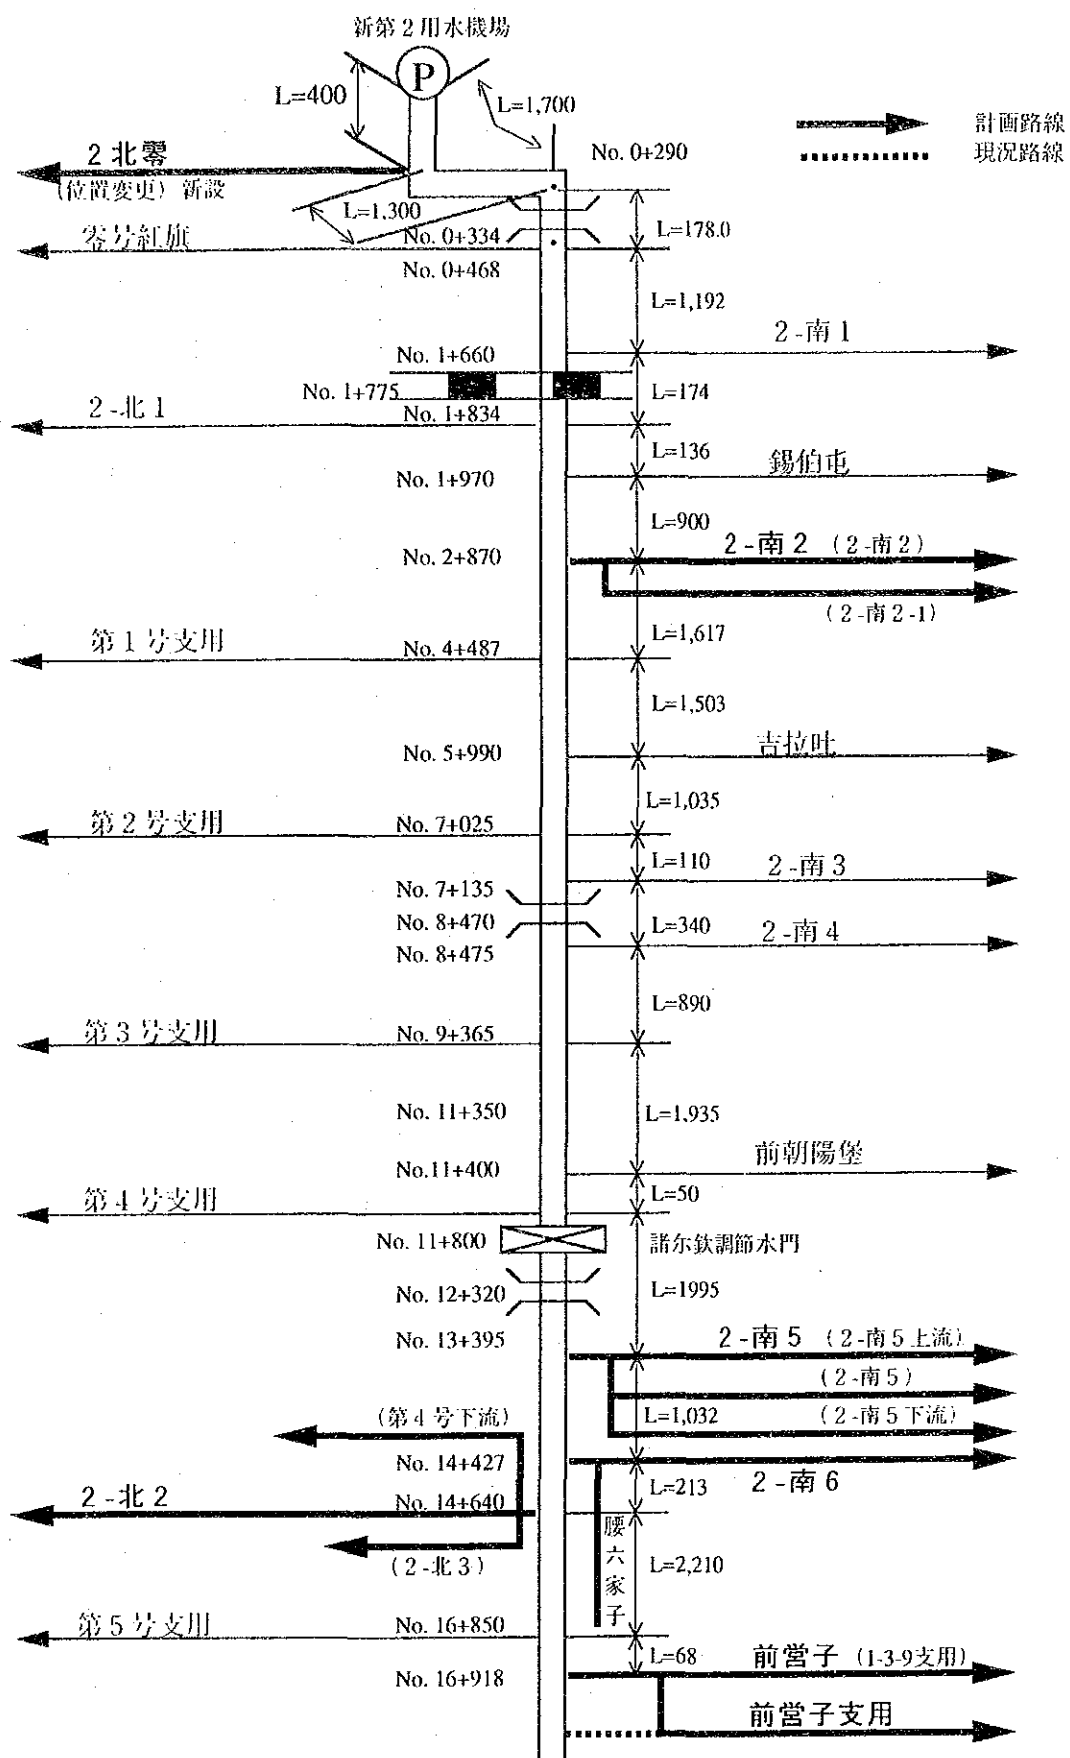 新第2用水機場
P
L=400
L=1,700
計画路線
No. 0+290
現況路線
2北零
(位置変更) 新設
L=1,300
零号紅旗
No. 0+334
L=178.0
No. 0+468
L=1,192
2-南1
No. 1+660
No. 1+775
L=174
2-北1
No. 1+834
L=136
錫伯屯
No. 1+970
L=900
2-南2 (2-南2)
No. 2+870
(2-南2-1)
第1号支用
No. 4+487
L=1,617
L=1,503
吉拉吐
No. 5+990
L=1,035
第2号支用
No. 7+025
L=110
2-南3
No. 7+135
No. 8+470
L=340
2-南4
No. 8+475
L=890
第3号支用
No. 9+365
No. 11+350
L=1,935
前朝陽堡
No.11+400
第4号支用
L=50
No. 11+800
諸尔欽調節水門
No. 12+320
L=1995
No. 13+395
2-南5 (2-南5上流)
(2-南5)
(第4号下流)
L=1,032
(2-南5下流)
No. 14+427
2-南6
L=213
2-北2
No. 14+640
腰六家子
(2-北3)
L=2,210
第5号支用
No. 16+850
L=68
前営子 (1-3-9支用)
No. 16+918
前営子支用